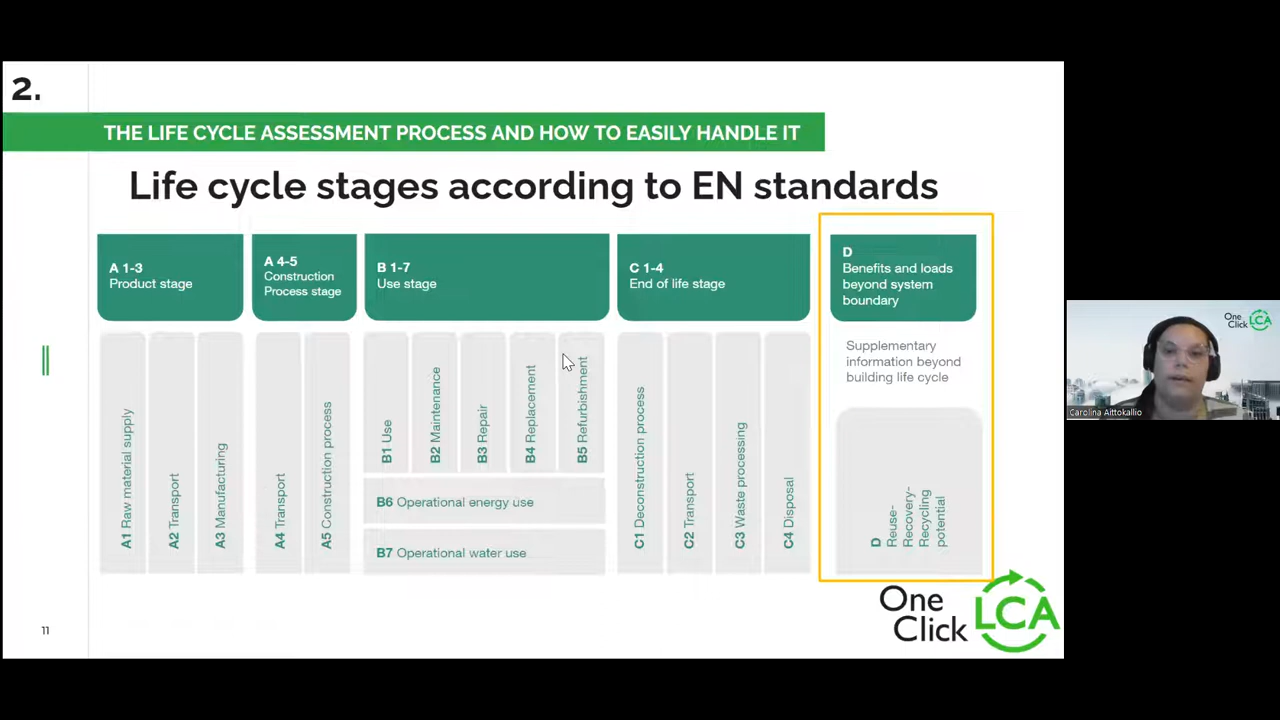 2.
THE LIFE CYCLE ASSESSMENT PROCESS AND HOW TO EASILY HANDLE IT
Life cycle stages according to EN standards
A 1-3
Product stage
A 4-5
Construction
Process stage
B 1-7
Use stage
C 1-4
End of life stage
D
Benefits and loads
beyond system
boundary
A1 Raw material supply
A2 Transport
A3 Manufacturing
A4 Transport
A5 Construction process
B1 Use
B2 Maintenance
B3 Repair
B4 Replacement
B5 Refurbishment
B6 Operational energy use
B7 Operational water use
C1 Deconstruction process
C2 Transport
C3 Waste processing
C4 Disposal
Supplementary
information beyond
building life cycle
D
Reuse-
Recovery-
Recycling
potential
11
One
Click
LCA
One
Click
LCA
Carolina Aittokallio